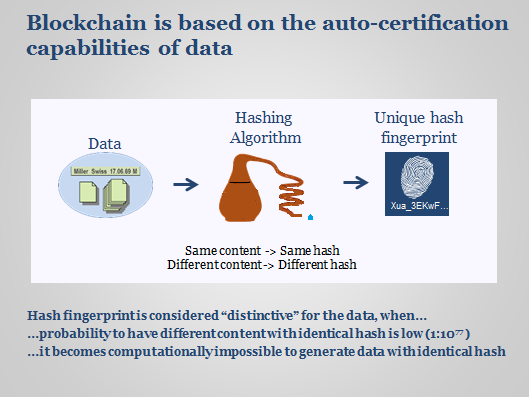 Blockchain is based on the auto-certification
capabilities of data
Data
Hashing
Algorithm
Unique hash
fingerprint
Miller Swiss 17.06.69 M
Xua_3EKwF...
Same content -> Same hash
Different content-> Different hash
Hash fingerprint is considered “distinctive” for the data, when...
...probability to have different content with identical hash is low (1:10⁷⁷)
...it becomes computationally impossible to generate data with identical hash